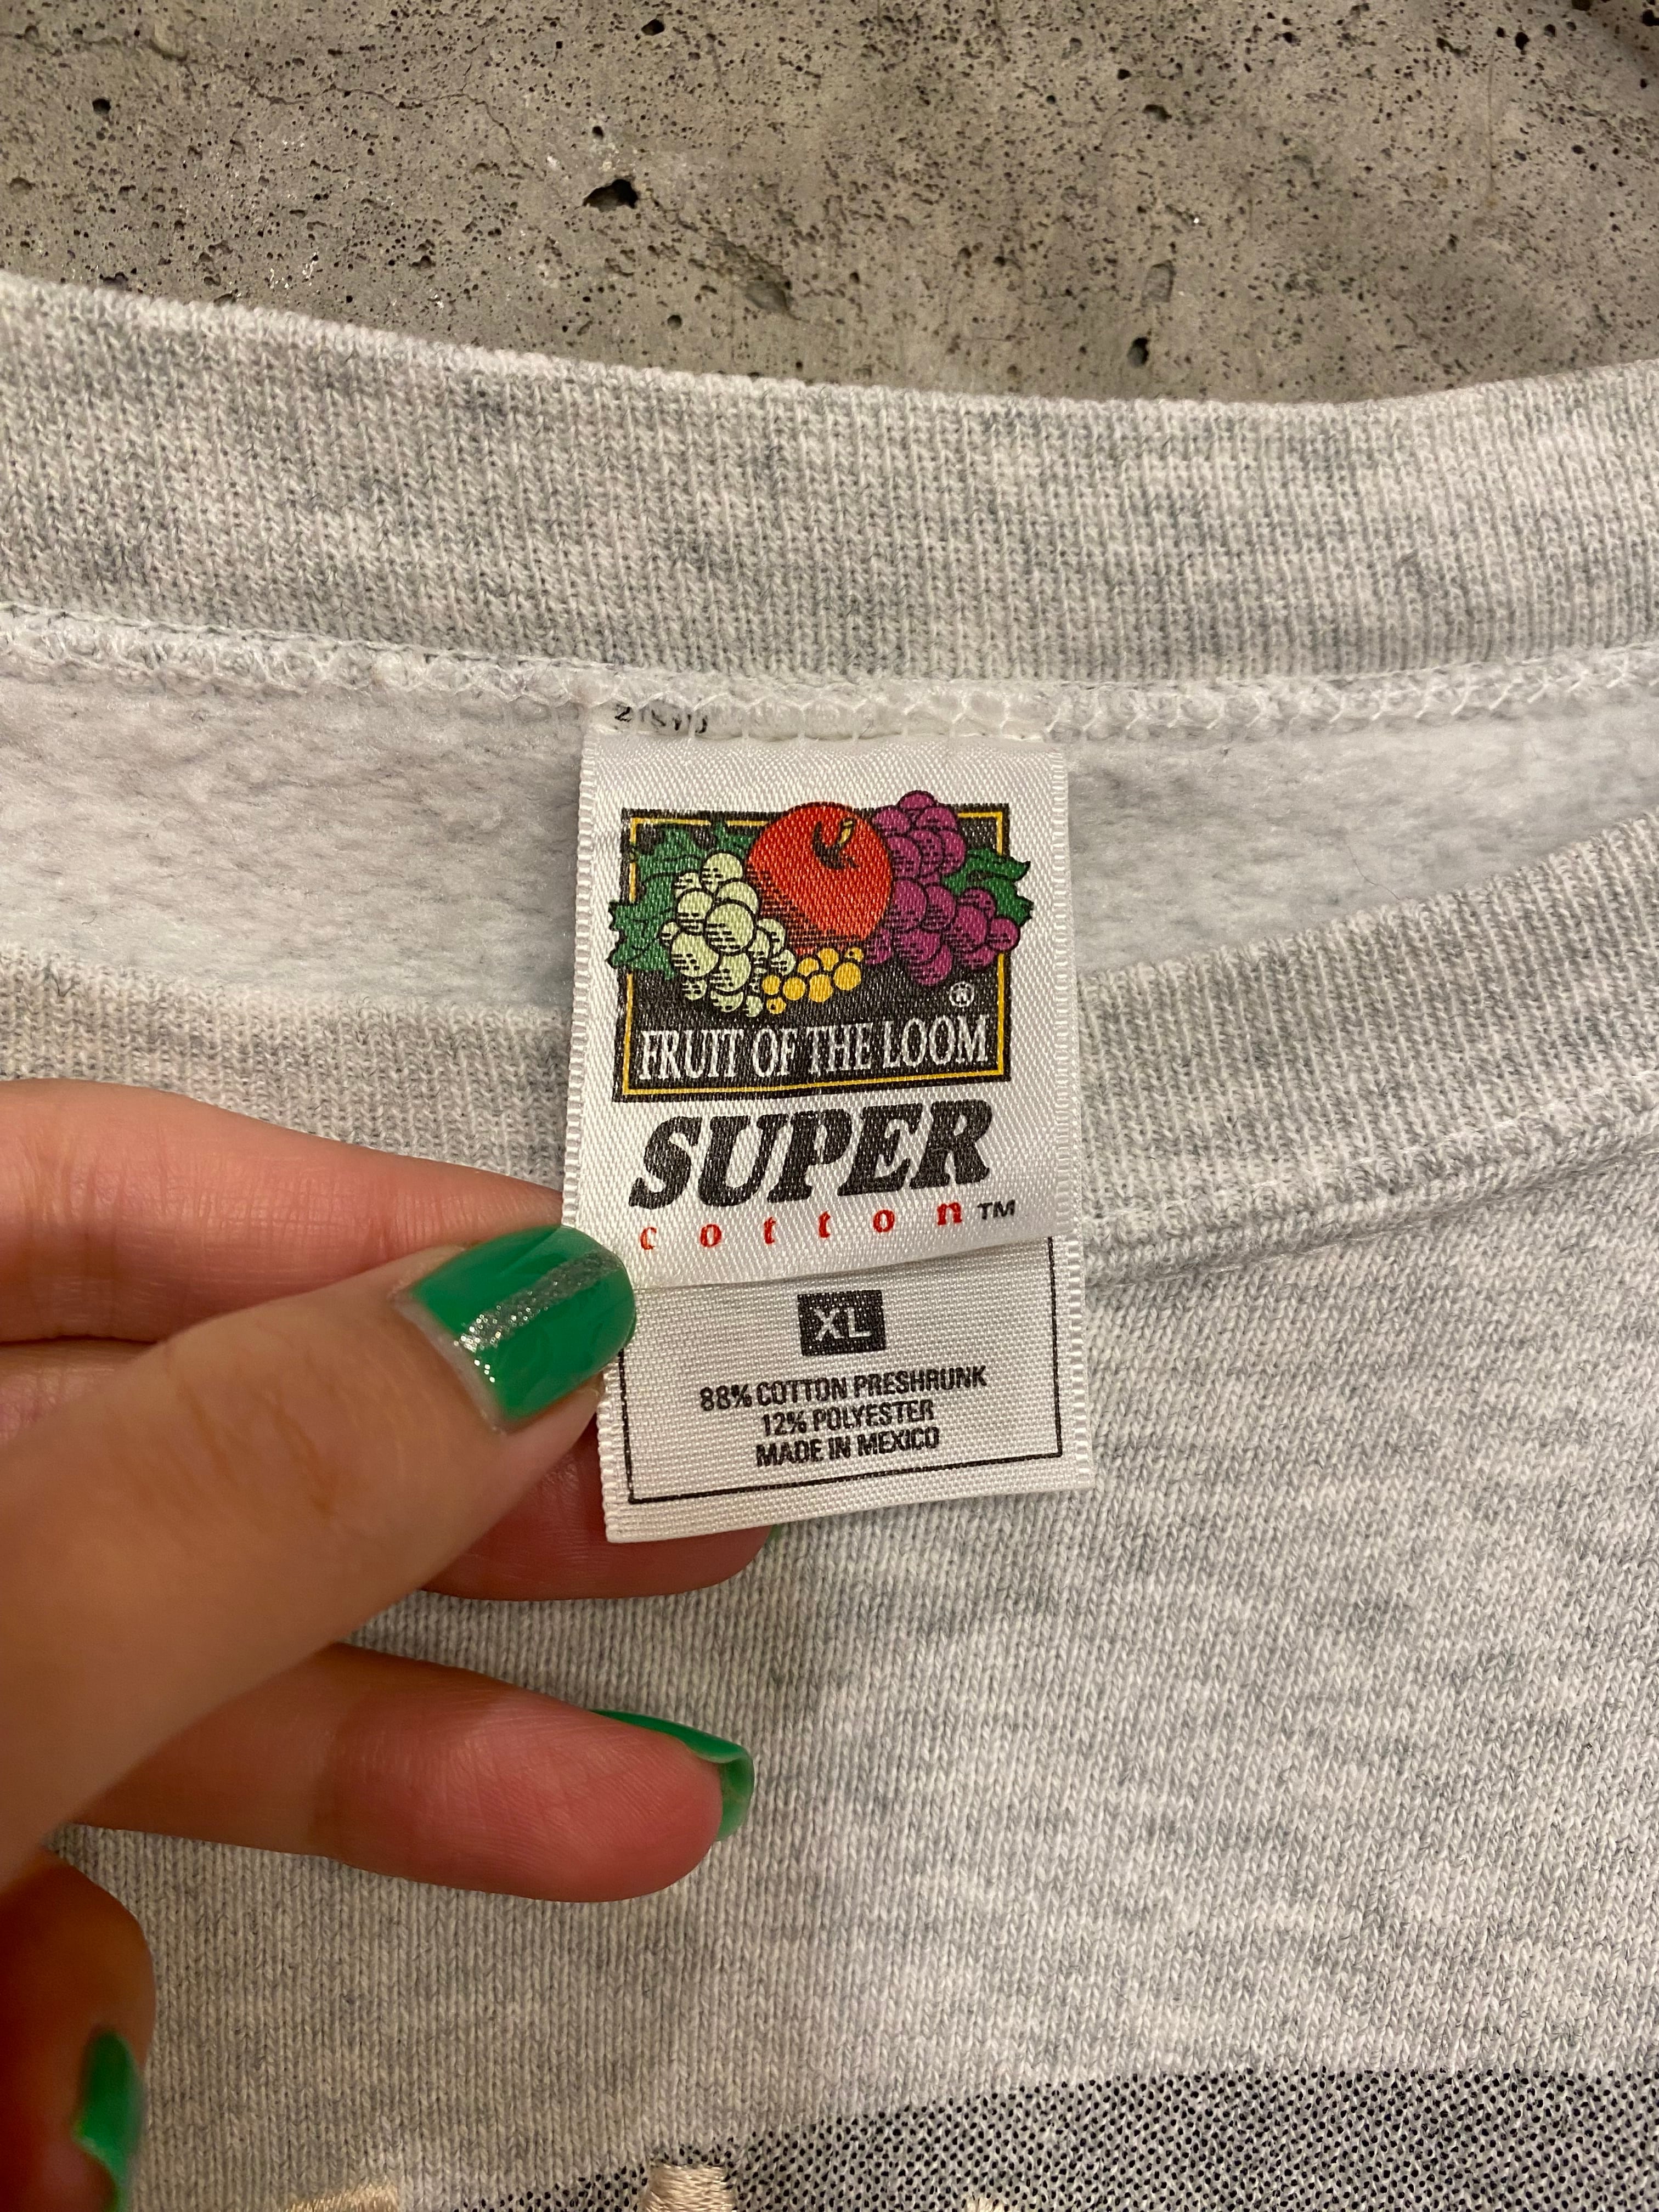 ®
FRUIT OF THE LOOM
SUPER
cotton™
XL
88% COTTON PRESHRUNK
12% POLYESTER
MADE IN MEXICO